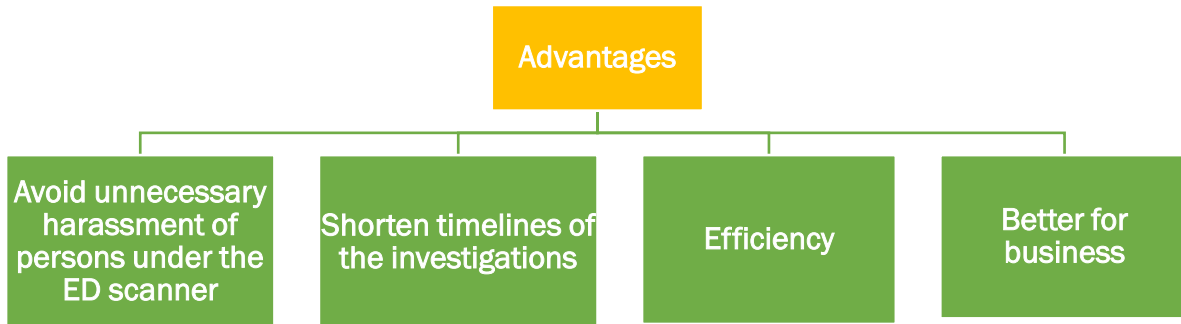 Advantages
Avoid unnecessary
harassment of
persons under the
ED scanner
Shorten timelines of
the investigations
Efficiency
Better for
business